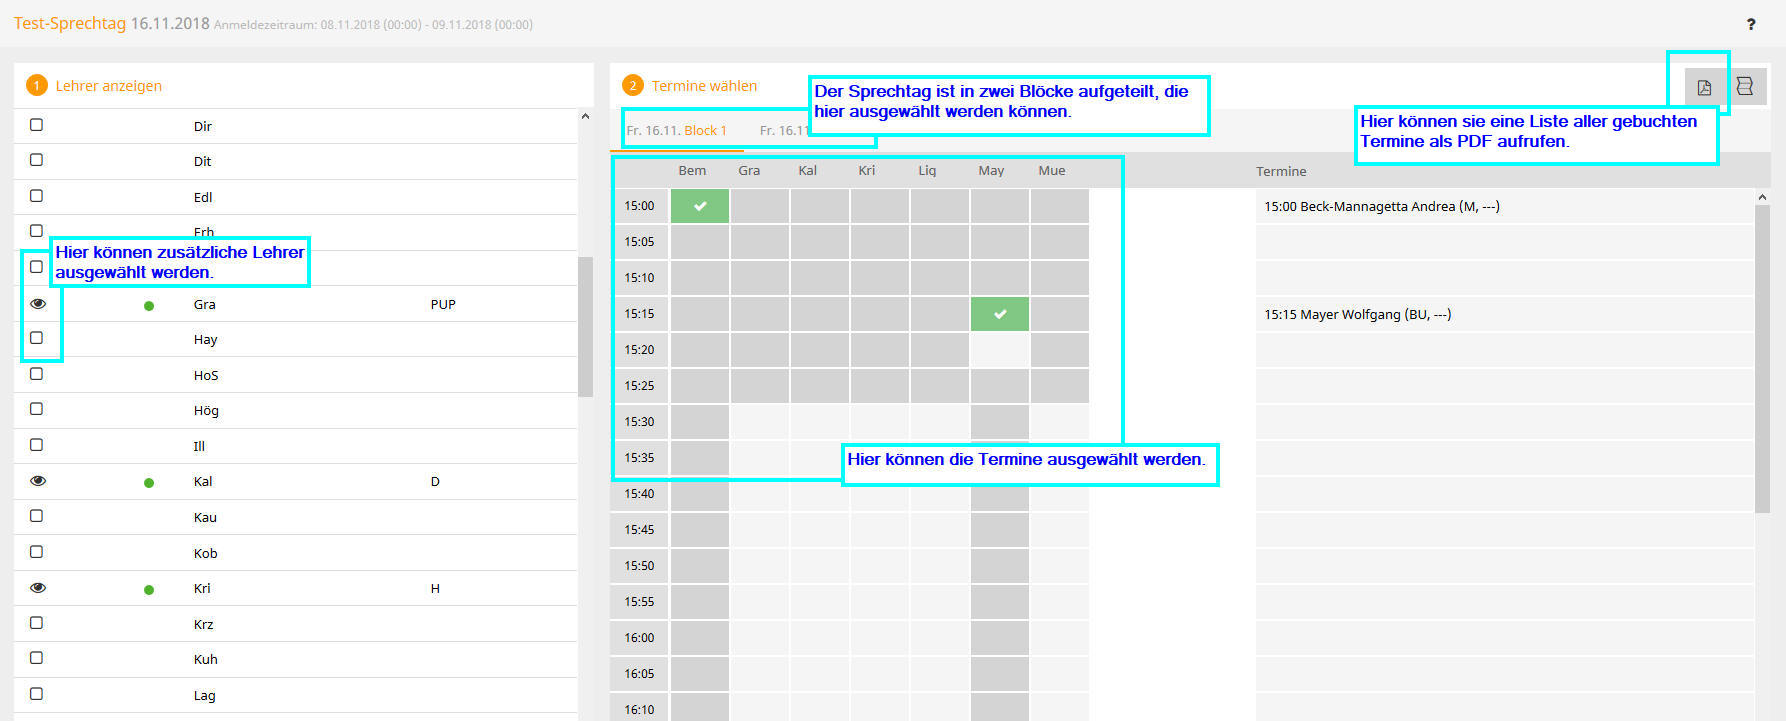 Test-Sprechtag 16.11.2018 Anmeldezeitraum: 08.11.2018 (00:00) - 09.11.2018 (00:00)
?
1 Lehrer anzeigen
Dir
Dit
Edl
Erh
Hier können zusätzliche Lehrer
ausgewählt werden.
Gra PUP
Hay
HoS
Hög
Ill
Kal D
Kau
Kob
Kri H
Krz
Kuh
Lag
2 Termine wählen
Der Sprechtag ist in zwei Blöcke aufgeteilt, die
hier ausgewählt werden können.
Fr. 16.11. Block 1 Fr. 16.11
Hier können sie eine Liste aller gebuchten
Termine als PDF aufrufen.
Bem Gra Kal Kri Lig May Mue Termine
15:00 15:00 Beck-Mannagetta Andrea (M, ---)
15:05
15:10
15:15 15:15 Mayer Wolfgang (BU, ---)
15:20
15:25
15:30
15:35
Hier können die Termine ausgewählt werden.
15:40
15:45
15:50
15:55
16:00
16:05
16:10